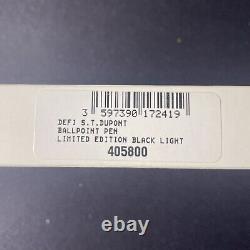 3 597390 172419
DEFI S.T.DUPONT
BALLPOINT PEN
LIMITED EDITION BLACK LIGHT
405800